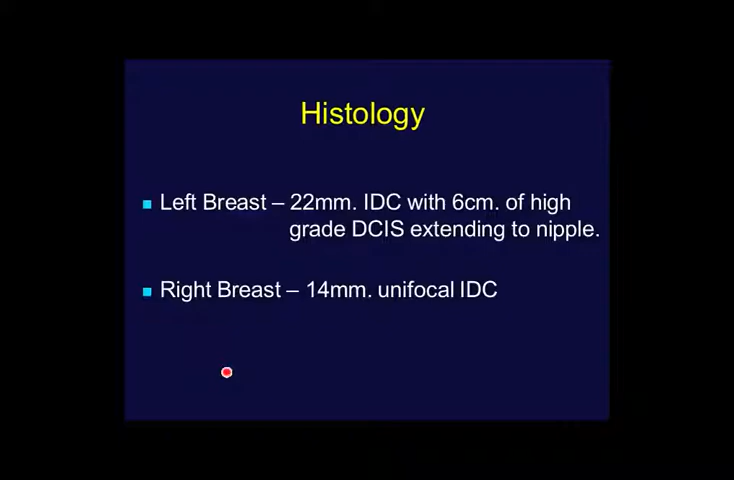 Histology
Left Breast – 22mm. IDC with 6cm. of high
grade DCIS extending to nipple.
Right Breast – 14mm. unifocal IDC